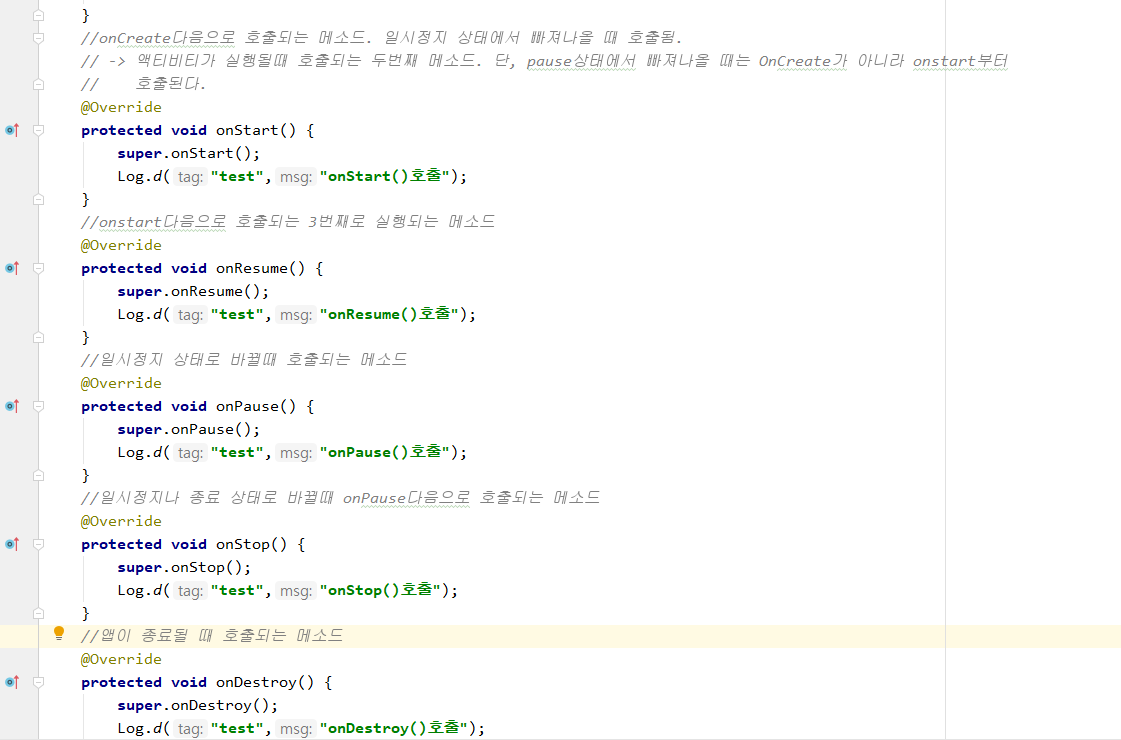 }
//onCreate다음으로 호출되는 메소드. 일시정지 상태에서 빠져나올 때 호출됨.
// -> 액티비티가 실행될때 호출되는 두번째 메소드. 단, pause상태에서 빠져나올 때는 OnCreate가 아니라 onstart부터
//    호출된다.
@Override
protected void onStart() {
super.onStart();
Log.d( tag: "test", msg: "onStart()호출");
}
//onstart다음으로 호출되는 3번째로 실행되는 메소드
@Override
protected void onResume() {
super.onResume();
Log.d( tag: "test", msg: "onResume()호출");
}
//일시정지 상태로 바뀔때 호출되는 메소드
@Override
protected void onPause() {
super.onPause();
Log.d( tag: "test", msg: "onPause()호출");
}
//일시정지나 종료 상태로 바뀔때 onPause다음으로 호출되는 메소드
@Override
protected void onStop() {
super.onStop();
Log.d( tag: "test", msg: "onStop()호출");
}
//앱이 종료될 때 호출되는 메소드
@Override
protected void onDestroy() {
super.onDestroy();
Log.d( tag: "test", msg: "onDestroy()호출");